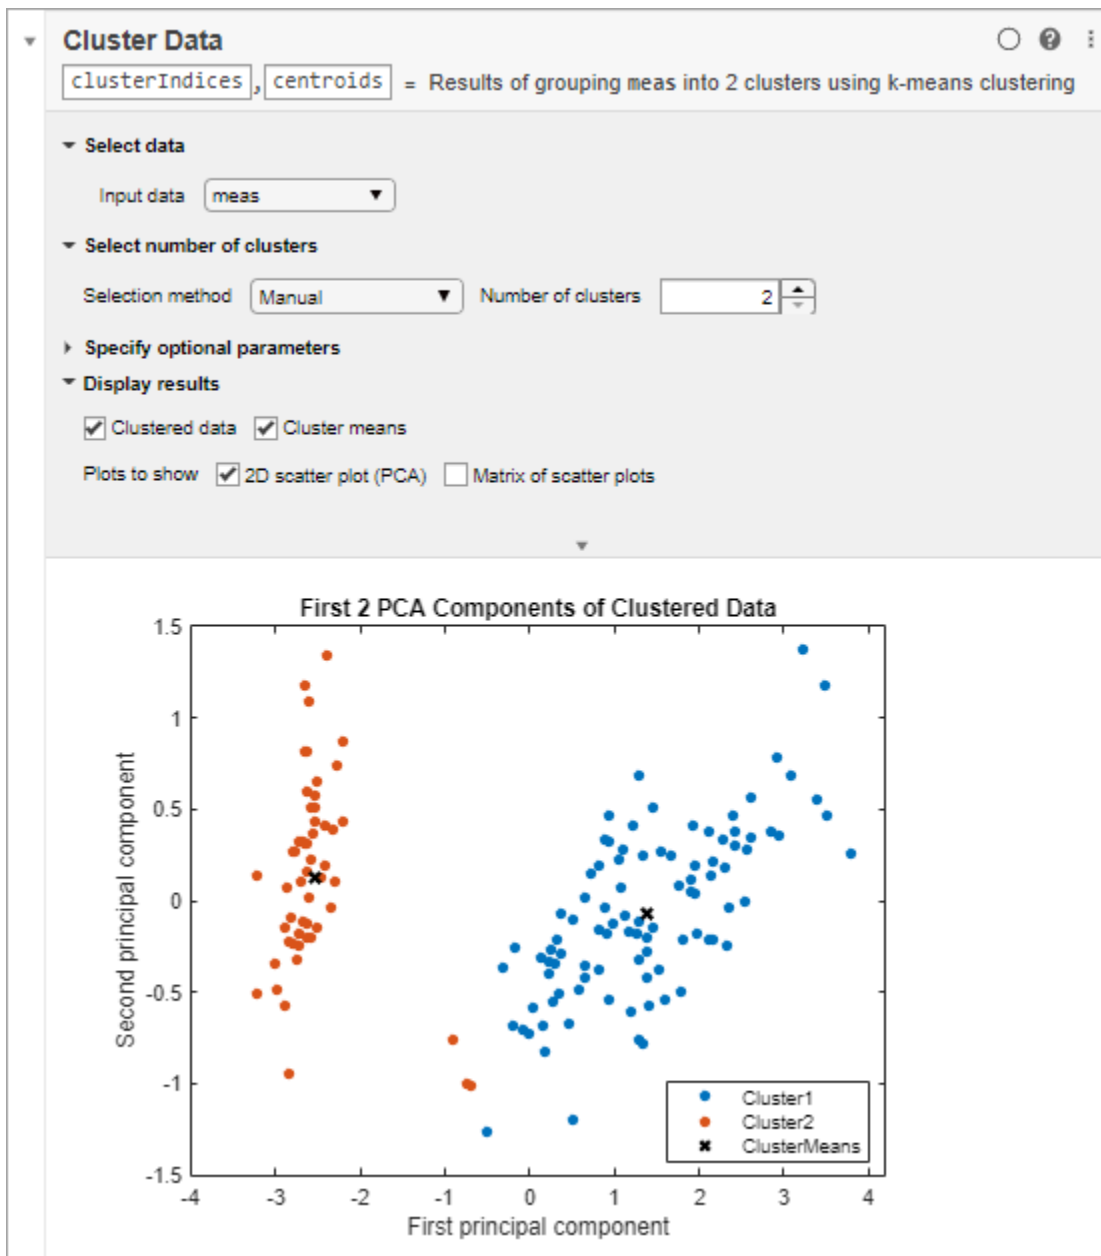 Cluster Data
clusterIndices, centroids = Results of grouping meas into 2 clusters using k-means clustering
Select data
Input data meas
Select number of clusters
Selection method Manual Number of clusters 2
Specify optional parameters
Display results
Clustered data Cluster means
Plots to show 2D scatter plot (PCA) Matrix of scatter plots
First 2 PCA Components of Clustered Data
1.5
1
0.5
0
-0.5
-1
-1.5
Second principal component
Cluster1
Cluster2
ClusterMeans
-4 -3 -2 -1 0 1 2 3 4
First principal component